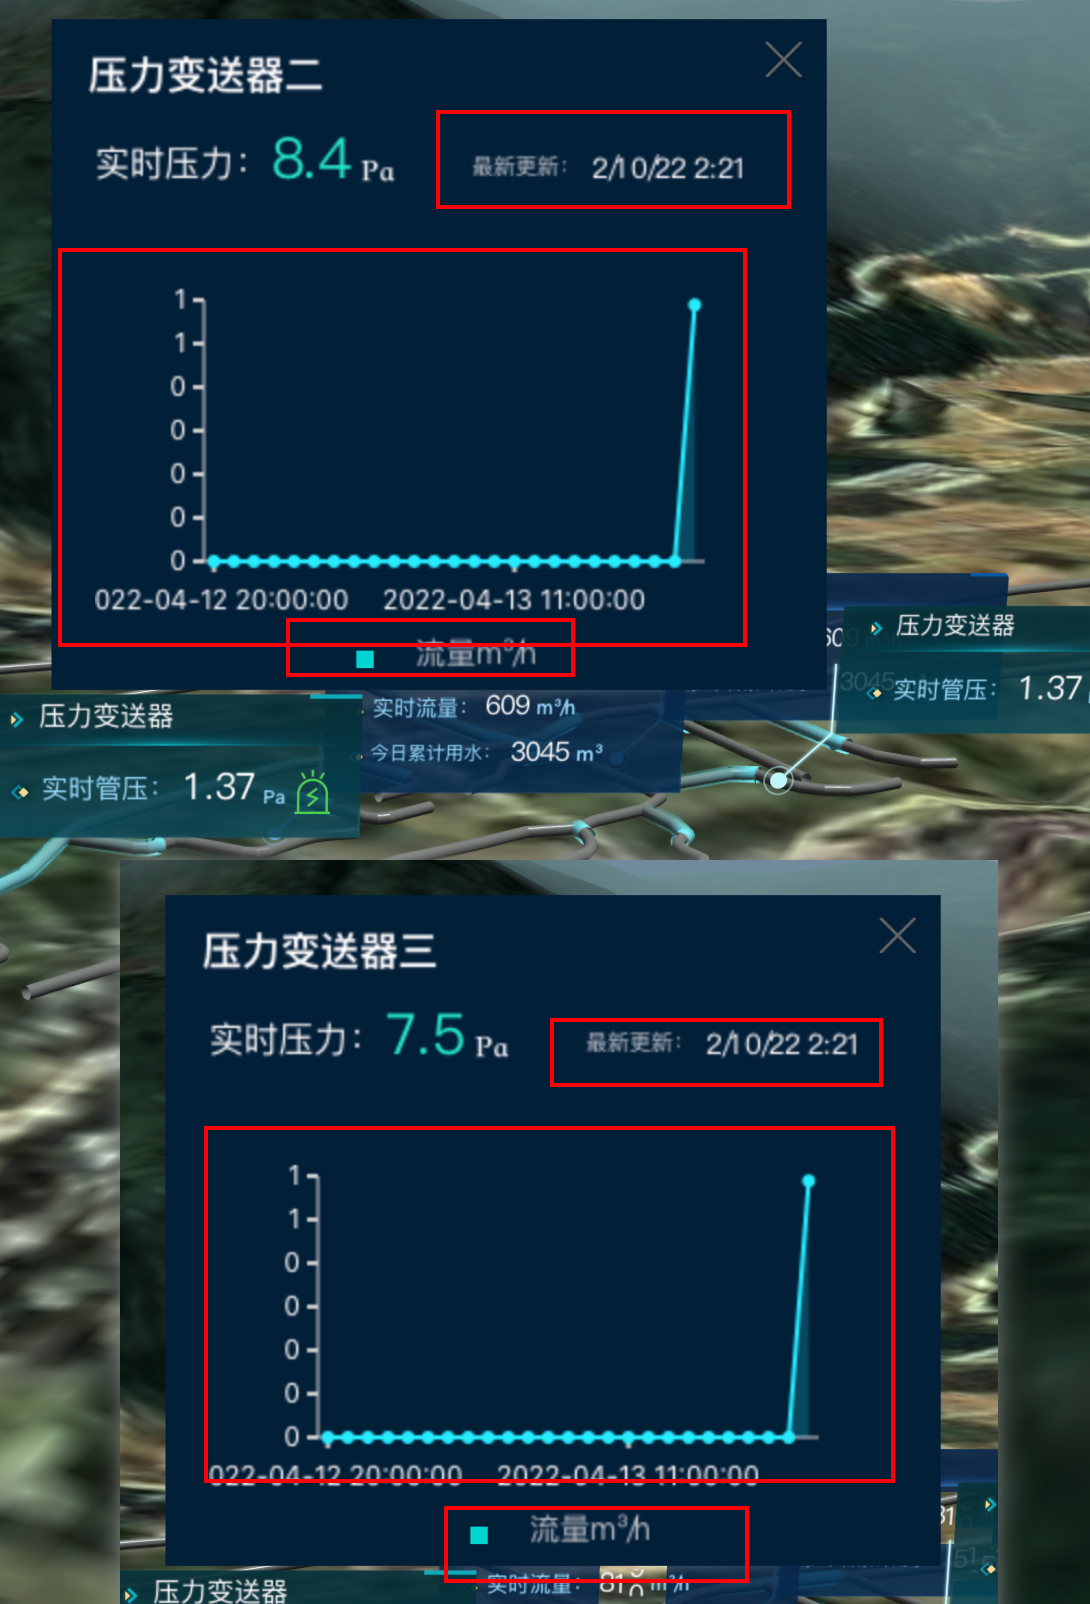 压力变送器二
实时压力： 8.4 Pa
最新更新： 2/10/22 2:21
1
1
0
0
0
0
0
022-04-12 20:00:00 2022-04-13 11:00:00
流量m³/h
609
压力变送器
3045
实时管压： 1.37
压力变送器
实时管压： 1.37 Pa
实时流量： 609 m³/h
今日累计用水： 3045 m³
压力变送器三
实时压力： 7.5 Pa
最新更新： 2/10/22 2:21
1
1
0
0
0
0
0
022-04-12 20:00:00 2022-04-13 11:00:00
流量m³/h
31
51
压力变送器
实时流量： m³/h